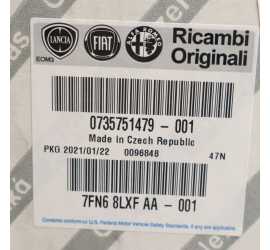 LANCIA
FIAT
ALFA ROMEO
Ricambi
Originali
EOMG
0735751479 - 001
Made in Czech Republic
PKG 2021/01/22 0096848 47N
7FN6 8LXF AA - 001